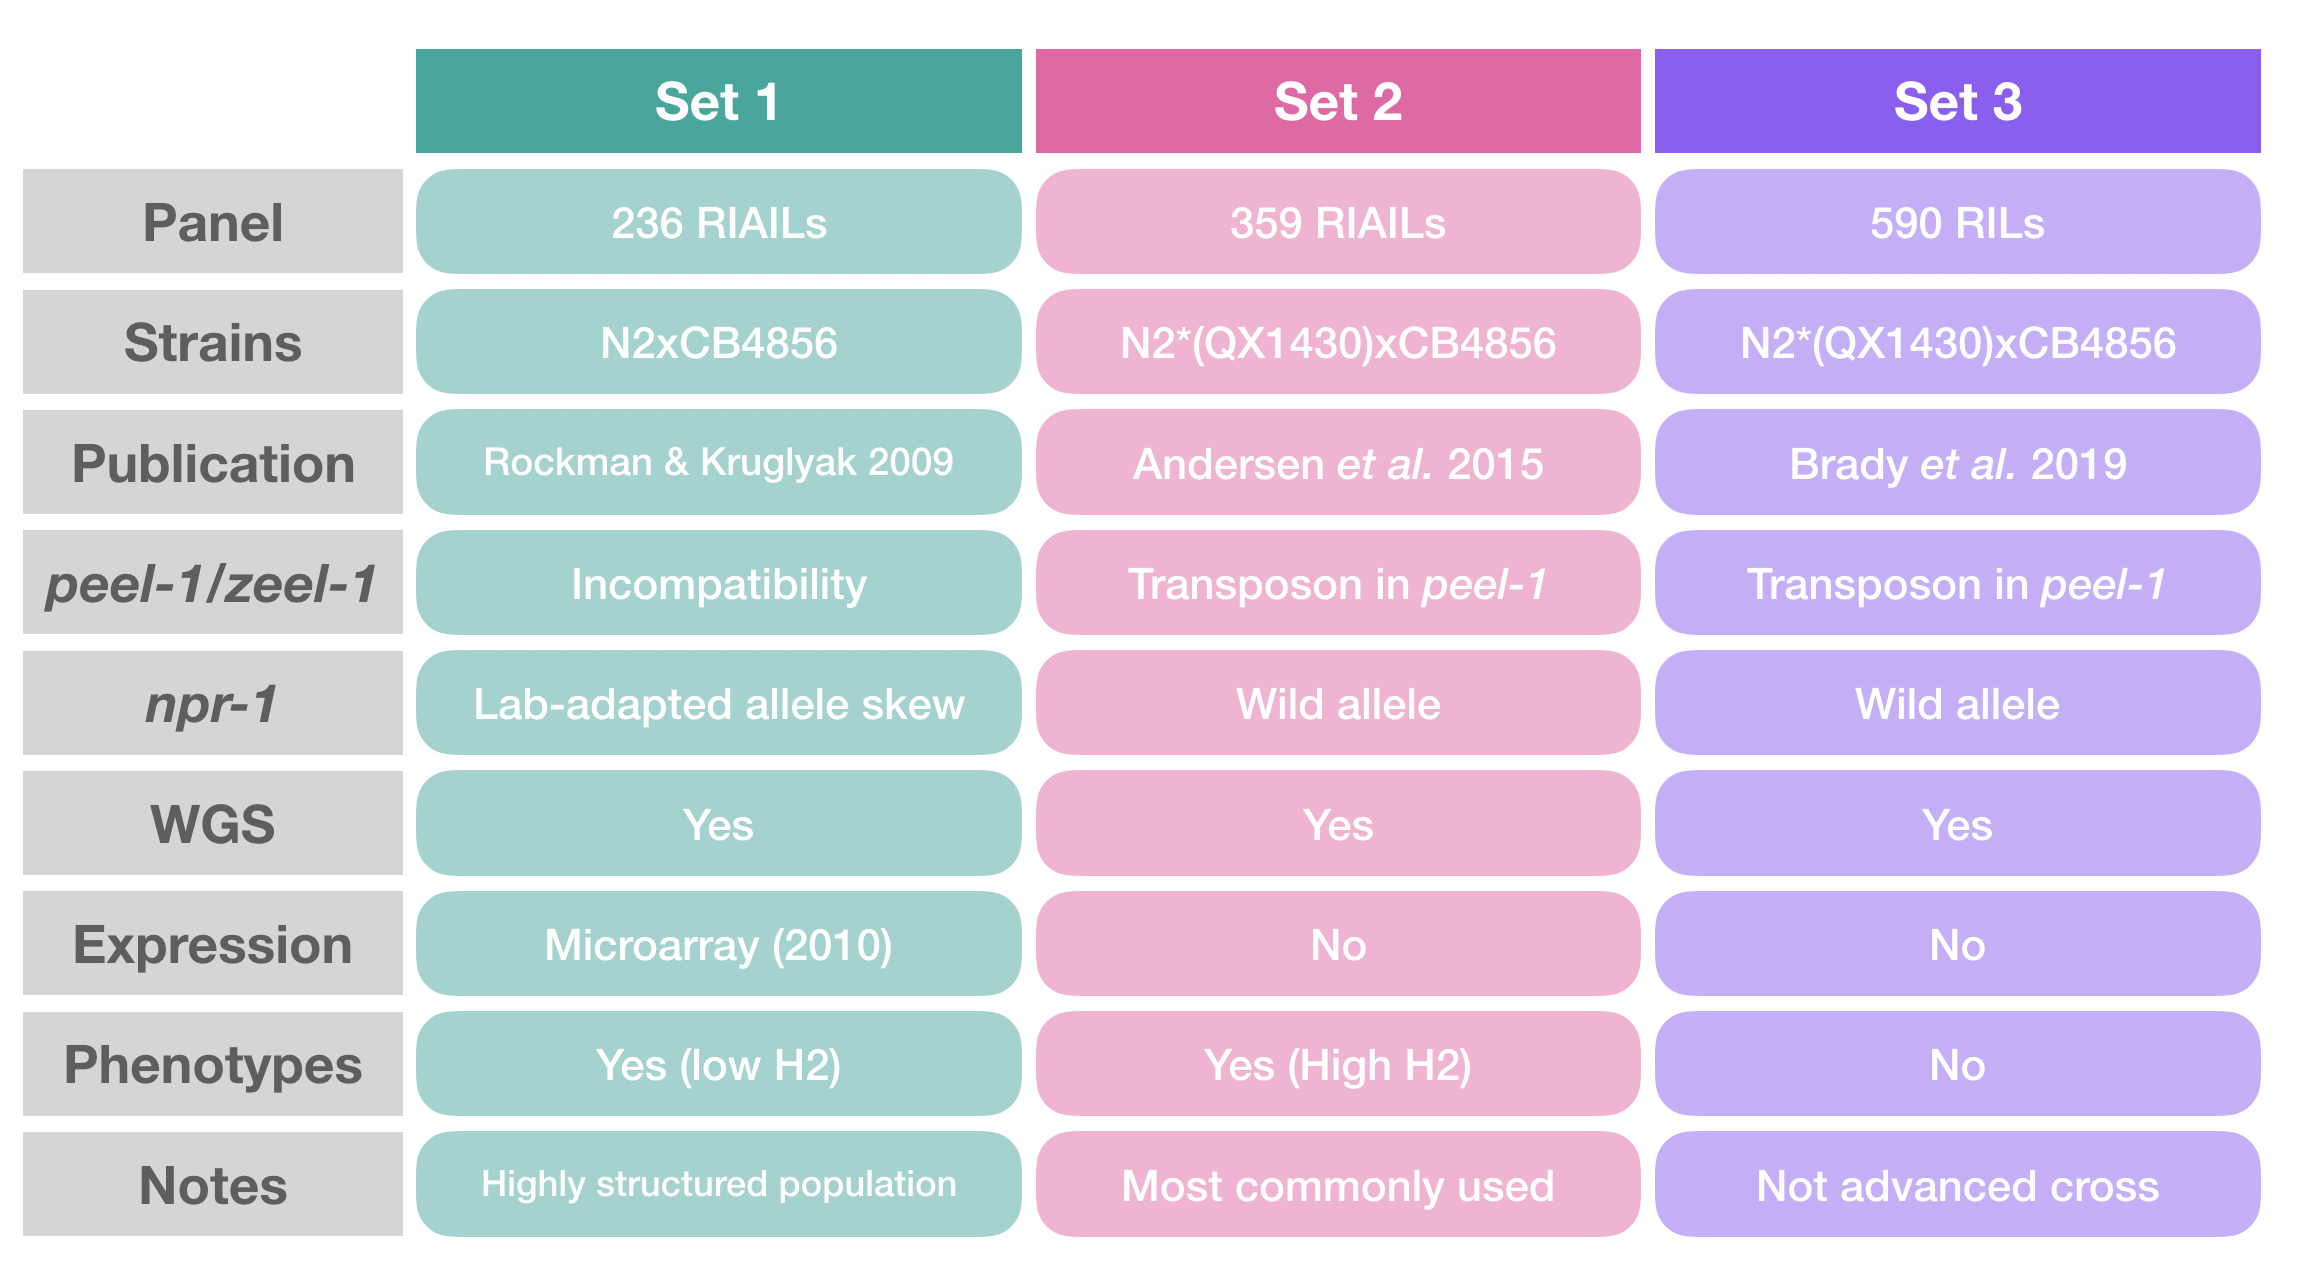 Set 1 Set 2 Set 3
Panel 236 RIAILs 359 RIAILs 590 RILs
Strains N2xCB4856 N2*(QX1430)xCB4856 N2*(QX1430)xCB4856
Publication Rockman & Kruglyak 2009 Andersen et al. 2015 Brady et al. 2019
peel-1/zeel-1 Incompatibility Transposon in peel-1 Transposon in peel-1
npr-1 Lab-adapted allele skew Wild allele Wild allele
WGS Yes Yes Yes
Expression Microarray (2010) No No
Phenotypes Yes (low H2) Yes (High H2) No
Notes Highly structured population Most commonly used Not advanced cross